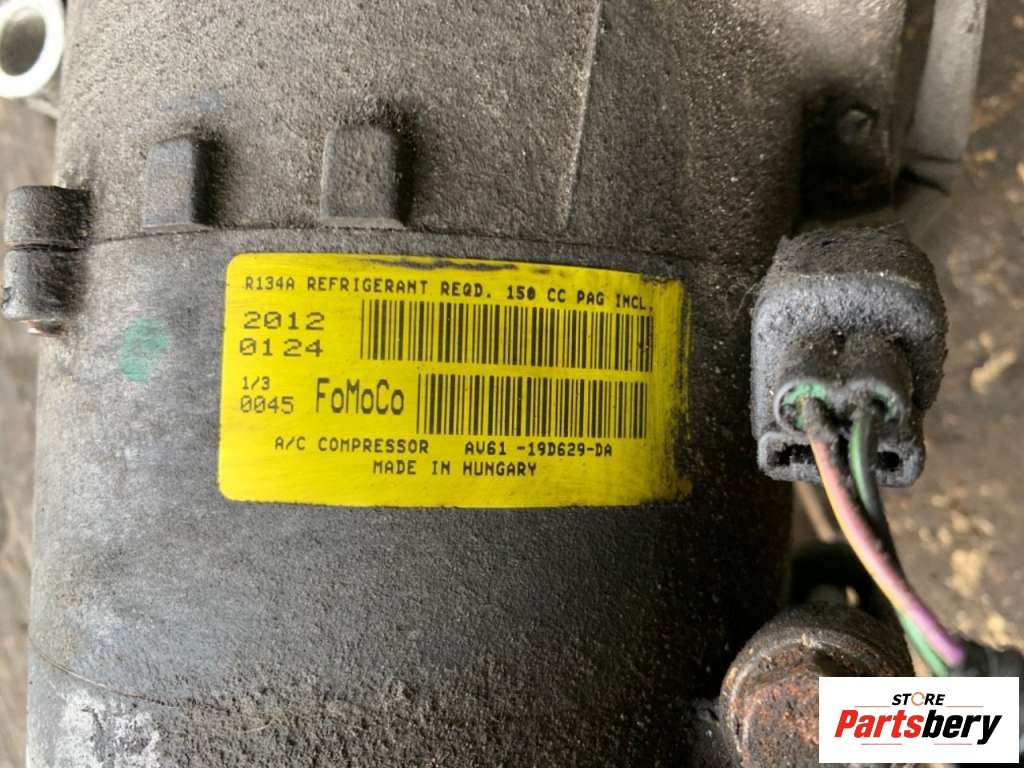 R134A REFRIGERANT REQD. 150 CC PAG INCL.
2012
0124
1/3
0045 FoMoCo
A/C COMPRESSOR AV61-19D629-DA
MADE IN HUNGARY
STORE
Partsbery